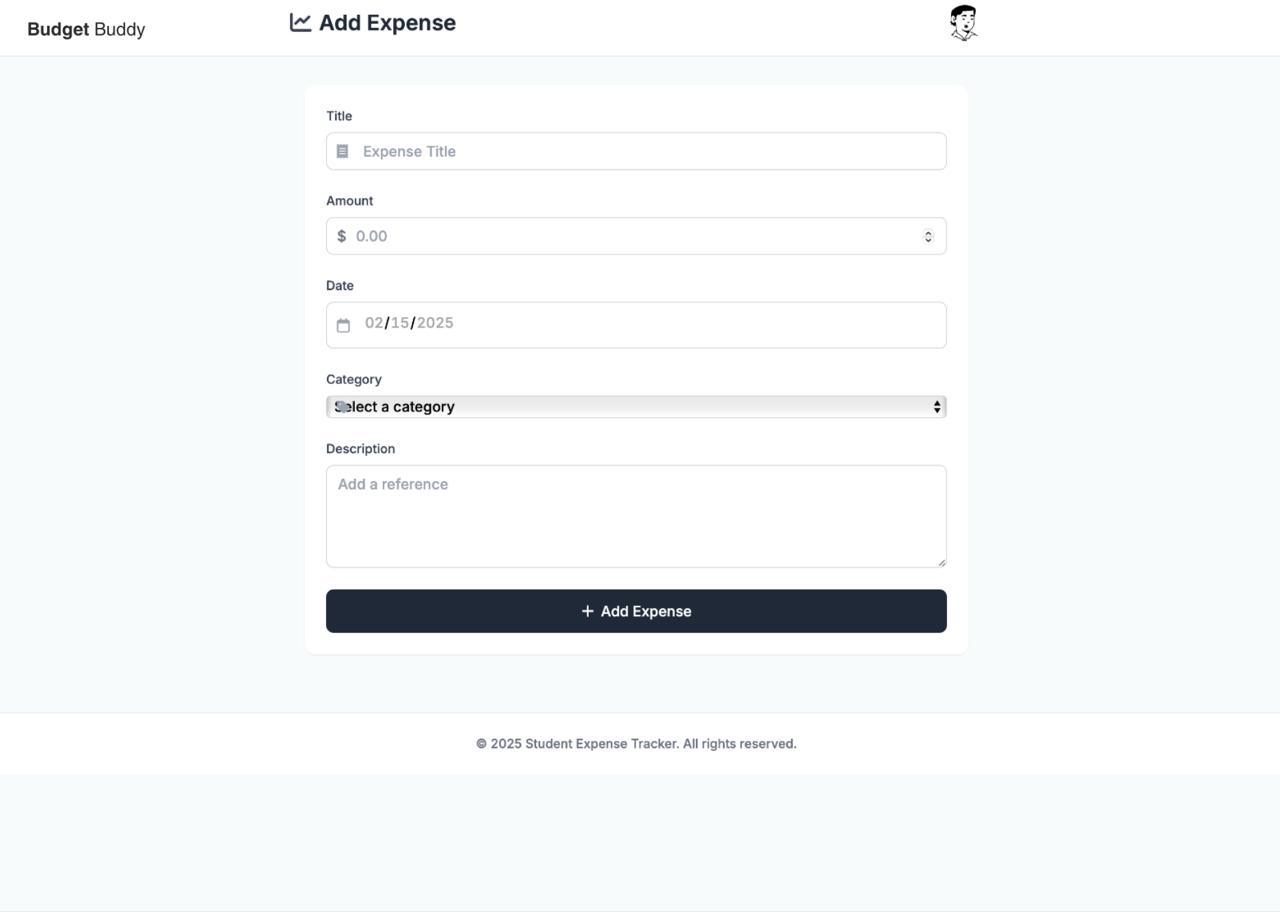 Budget Buddy
Add Expense
Title
Expense Title
Amount
$ 0.00
Date
02/15/2025
Category
Select a category
Description
Add a reference
+ Add Expense
© 2025 Student Expense Tracker. All rights reserved.